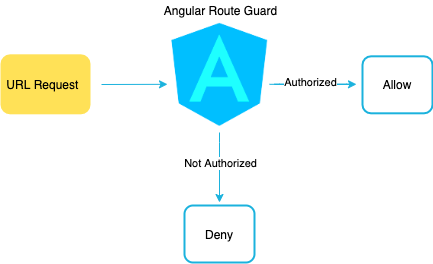 Angular Route Guard
URL Request
A
Authorized
Allow
Not Authorized
Deny